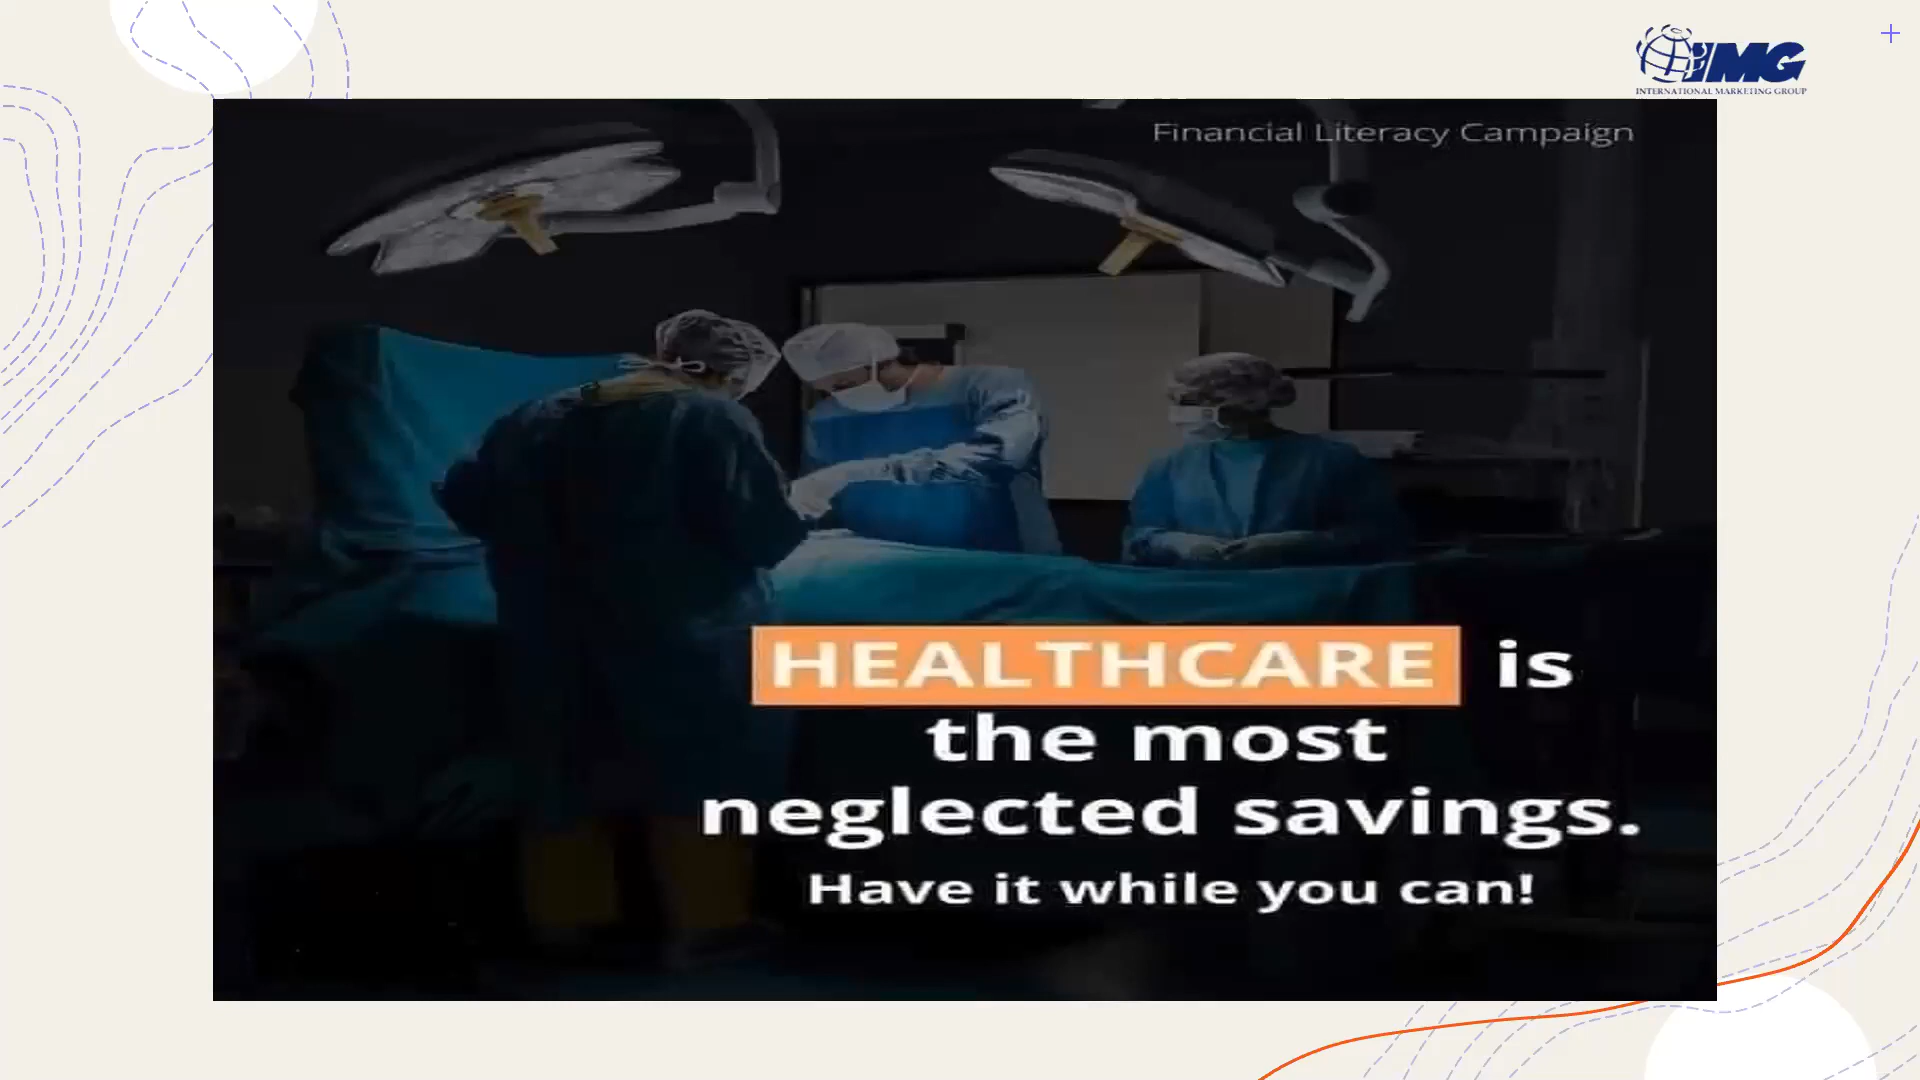 IMG
INTERNATIONAL MARKETING GROUP
Financial Literacy Campaign
HEALTHCARE is
the most
neglected savings.
Have it while you can!